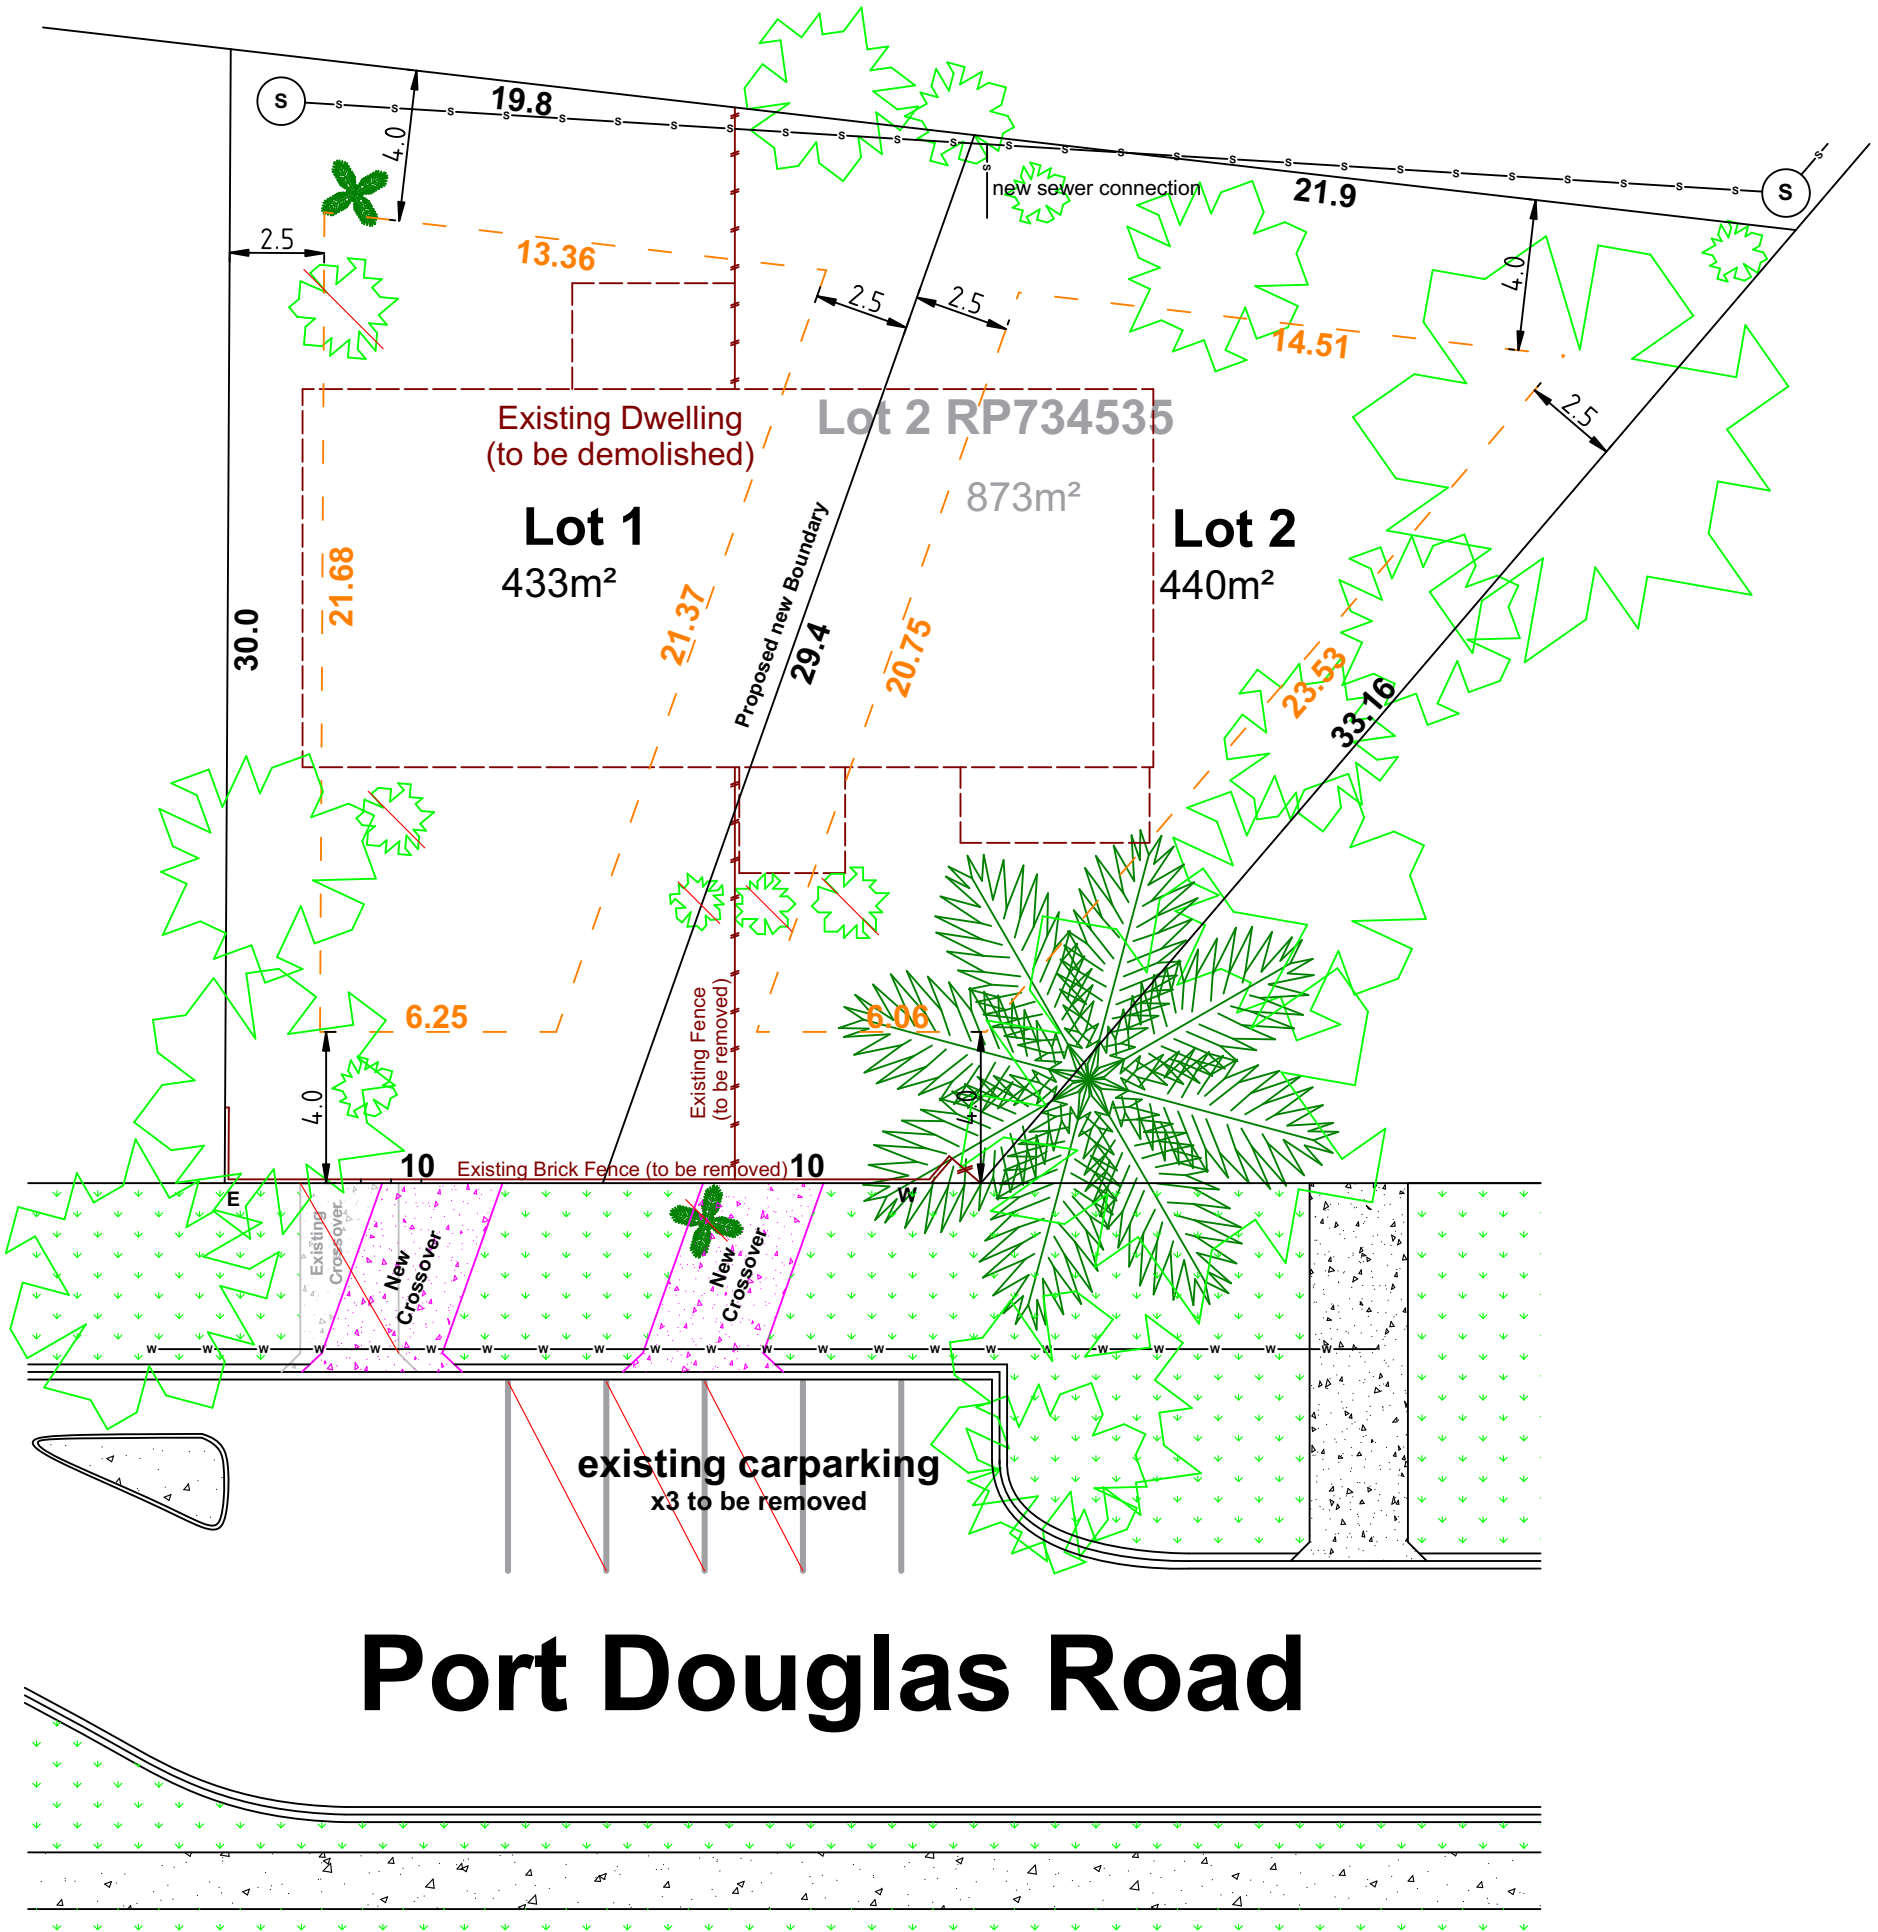 S
19.8
4.0
2.5
13.36
new sewer connection
21.9
S
4.0
2.5
2.5
14.51
2.5
Existing Dwelling
(to be demolished)
Lot 2 RP734535
873m²
Lot 1
433m²
Lot 2
440m²
Proposed new Boundary
29.4
30.0
21.68
21.37
20.75
23.53
33.16
6.25
6.06
Existing Fence
(to be removed)
4.0
4.0
10
Existing Brick Fence (to be removed)
10
E
W
Existing
Crossover
New
Crossover
New
Crossover
W W W W W W W W W W W W W W W W W W W W W W
existing carparking
x3 to be removed
Port Douglas Road